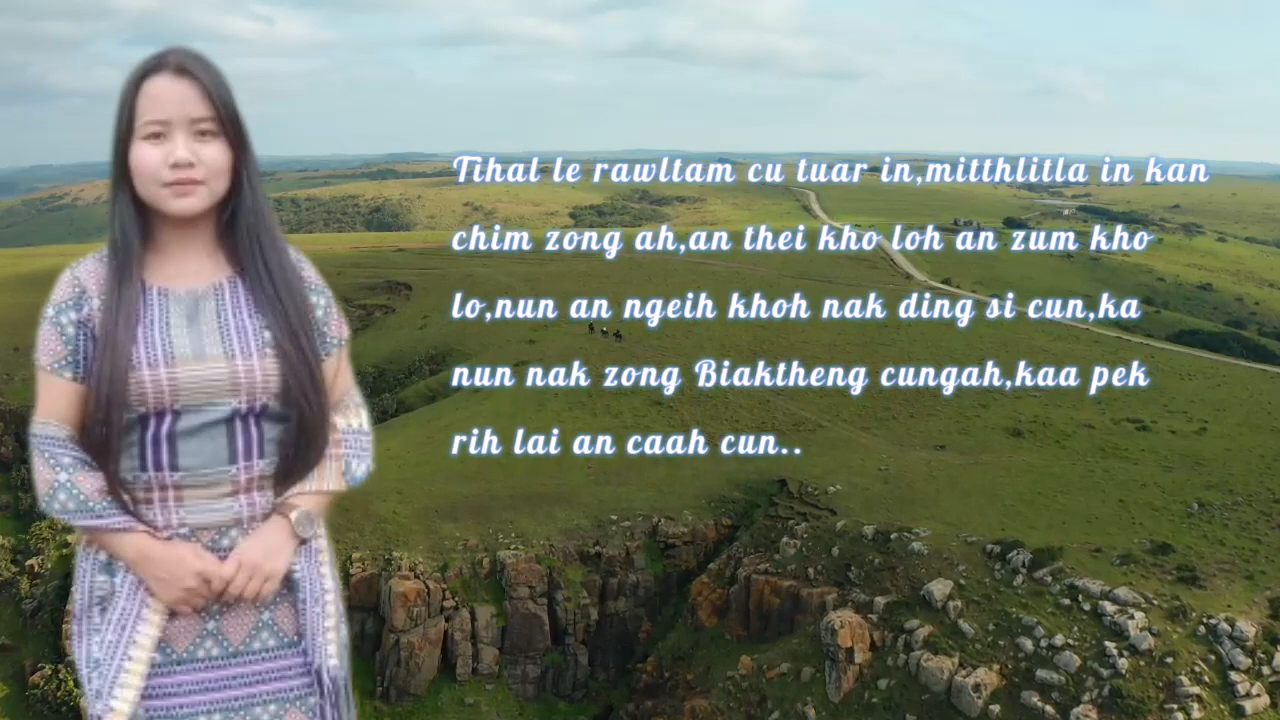 Tihal le rawltam cu tuar in,mitthlitla in kan
chim zong ah,an thei kho loh an zum kho
lo,nun an ngeih khoh nak ding si cun,ka
nun nak zong Biaktheng cungah,kaa pek
rih lai an caah cun..